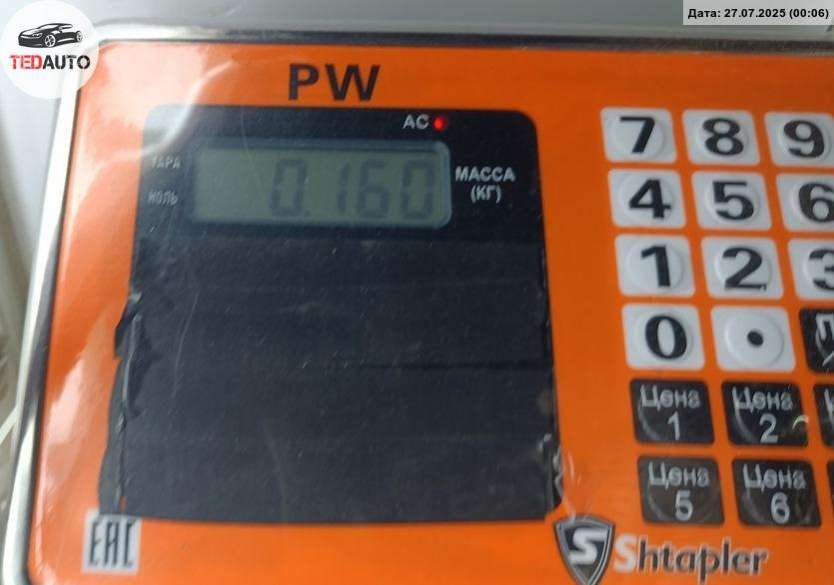 Дата: 27.07.2025 (00:06)
TEDAUTO
PW
AC
ТАРА
0.160
МАССА
(КГ)
НОЛЬ
7 8 9
4 5 6
1 2 3
0 •
Цена 1
Цена 2
Цена 5
Цена 6
EAC
Shtapler